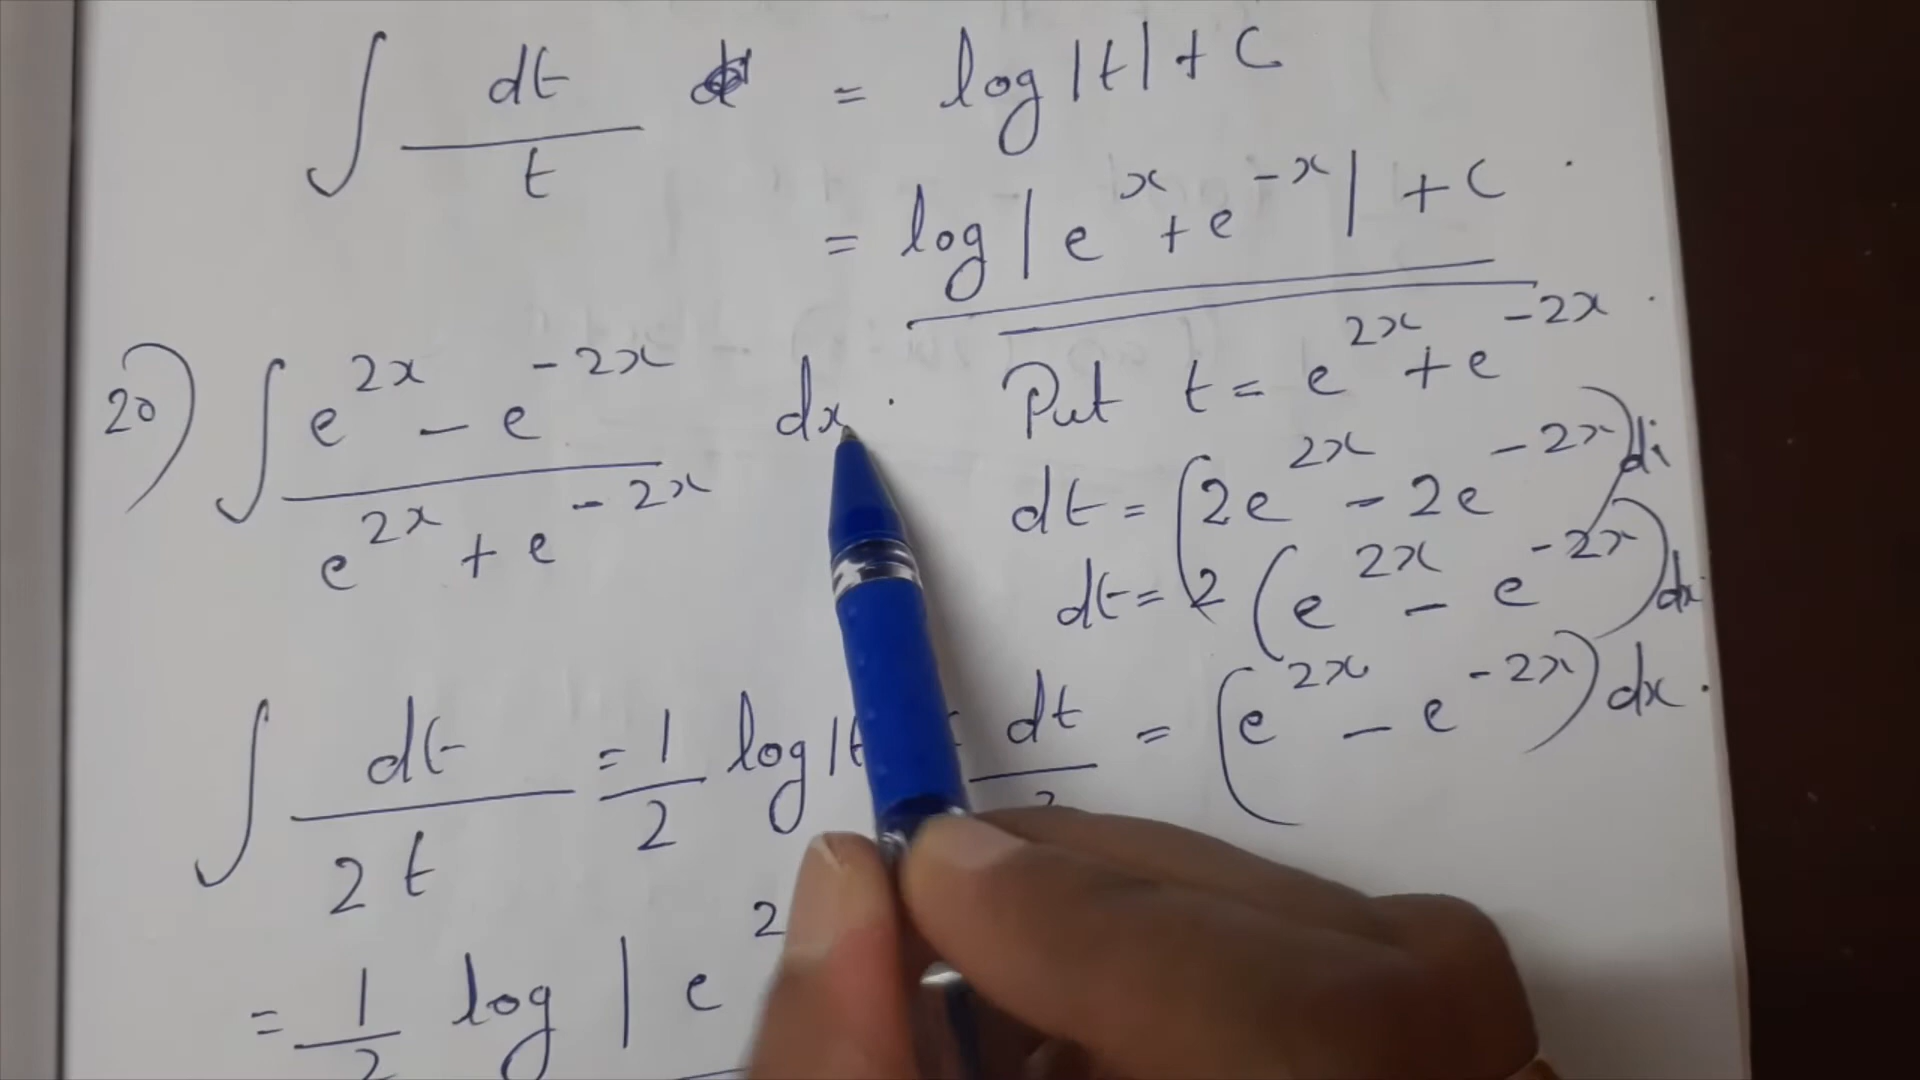 ∫ dt/t = log|t| + C
= log|e^x + e^-x| + C.
20) ∫ (e^2x - e^-2x)/(e^2x + e^-2x) dx. Put t = e^2x + e^-2x.
dt = (2e^2x - 2e^-2x)
dt = 2(e^2x - e^-2x)dx
dt/2 = (e^2x - e^-2x)dx.
∫ dt/2t = 1/2 log|t
= 1/2 log|e^2